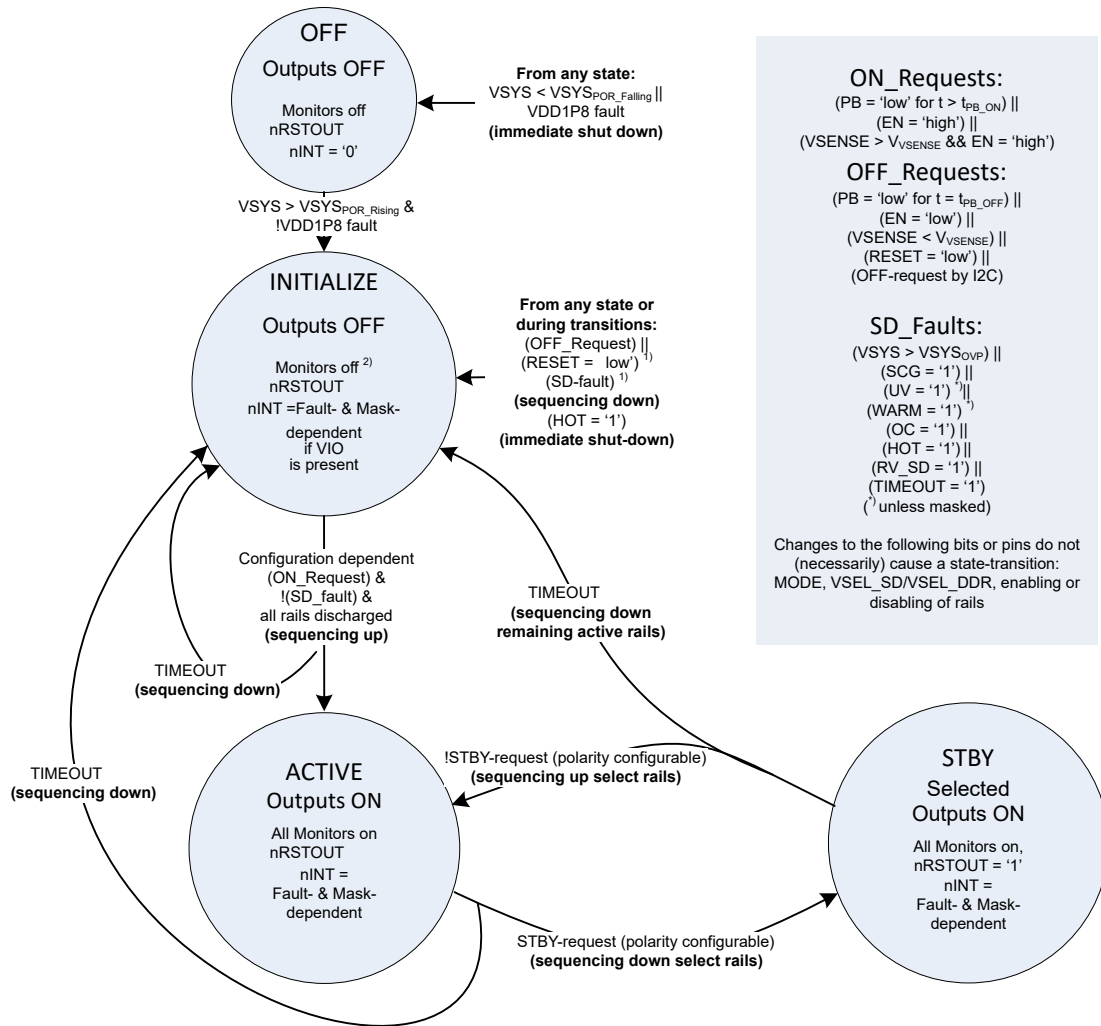 OFF
Outputs OFF
Monitors off
nRSTOUT
nINT = ‘0’
From any state:
VSYS < VSYSPOR_Falling ||
VDD1P8 fault
(immediate shut down)
VSYS > VSYSPOR_Rising &
!VDD1P8 fault
INITIALIZE
Outputs OFF
Monitors off 2)
nRSTOUT
nINT =Fault- & Mask-
dependent
if VIO
is present
From any state or
during transitions:
(OFF_Request) ||
(RESET = low’) 1)
(SD-fault) 1)
(sequencing down)
(HOT = ‘1’)
(immediate shut-down)
Configuration dependent
(ON_Request) &
!(SD_fault) &
all rails discharged
(sequencing up)
TIMEOUT
(sequencing down)
TIMEOUT
(sequencing down
remaining active rails)
TIMEOUT
(sequencing down)
ACTIVE
Outputs ON
All Monitors on
nRSTOUT
nINT =
Fault- & Mask-
dependent
!STBY-request (polarity configurable)
(sequencing up select rails)
STBY-request (polarity configurable)
(sequencing down select rails)
STBY
Selected
Outputs ON
All Monitors on,
nRSTOUT = ‘1’
nINT =
Fault- & Mask-
dependent
ON_Requests:
(PB = ‘low’ for t > tPB_ON) ||
(EN = ‘high’) ||
(VSENSE > VVSENSE && EN = ‘high’)
OFF_Requests:
(PB = ‘low’ for t = tPB_OFF) ||
(EN = ‘low’) ||
(VSENSE < VVSENSE) ||
(RESET = ‘low’) ||
(OFF-request by I2C)
SD_Faults:
(VSYS > VSYSOVP) ||
(SCG = ‘1’) ||
(UV = ‘1’) *)||
(WARM = ‘1’) *)
(OC = ‘1’) ||
(HOT = ‘1’) ||
(RV_SD = ‘1’) ||
(TIMEOUT = ‘1’)
(*) unless masked)
Changes to the following bits or pins do not
(necessarily) cause a state-transition:
MODE, VSEL_SD/VSEL_DDR, enabling or
disabling of rails